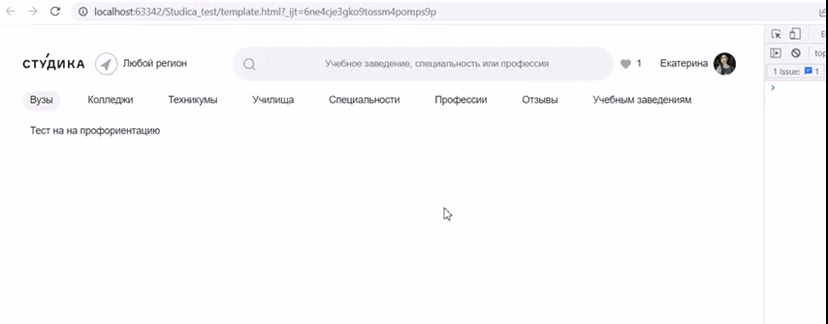 localhost:63342/Studica_test/template.html?_ijt=6ne4cje3gko9tossm4pomps9p
СТУДИКА Любой регион Учебное заведение, специальность или профессия 1 Екатерина
top
1 Issue: 1
Вузы Колледжи Техникумы Училища Специальности Профессии Отзывы Учебным заведениям
Тест на на профориентацию